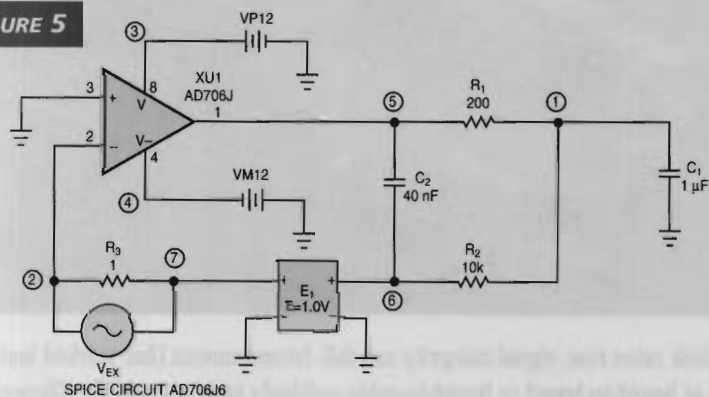 URE 5
VP12
3
8
XU1
AD706J
3
+
V
1
2
--
V–
4
4
VM12
5
R1
200
1
C2
40 nF
C1
1 µF
R3
1
2
7
+
E1
E=1.0V
–
–
6
R2
10k
VEX
SPICE CIRCUIT AD706J6